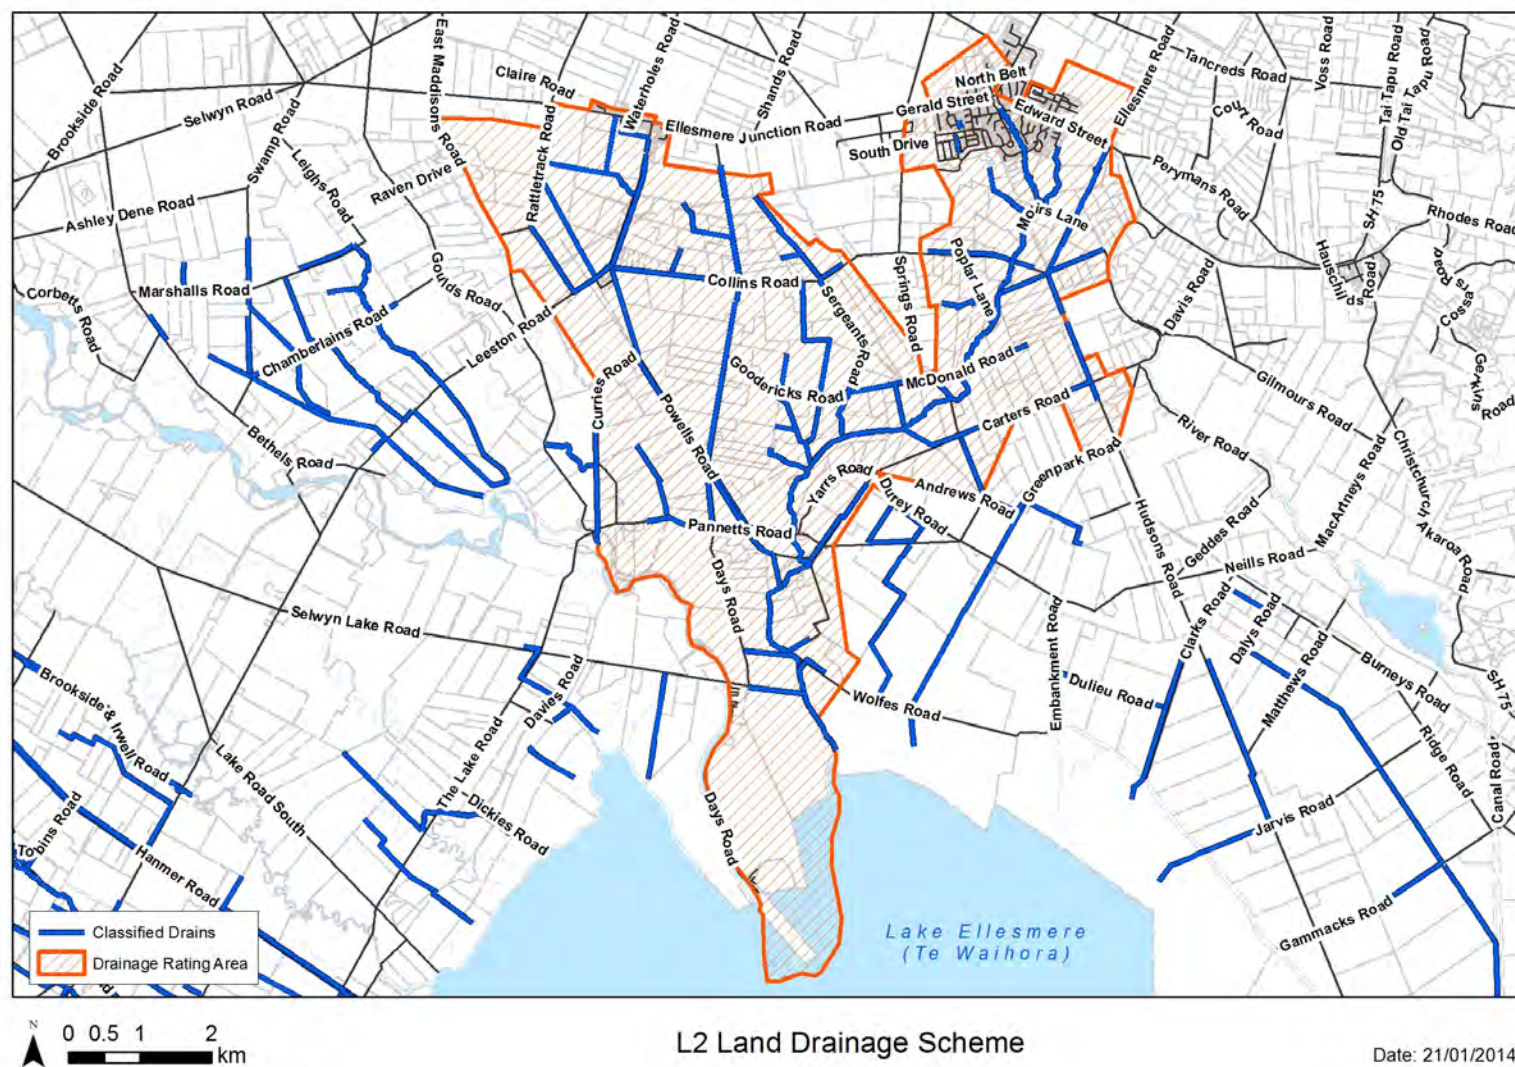 East Maddisons Road
Waterholes Road
Shands Road
Claire Road
Rattletrack Road
Ellesmere Junction Road
North Belt
Gerald Street
Edward Street
South Drive
Ellesmere Road
Tancreds Road
Court Road
Voss Road
Tai Tapu Road
Old Tai Tapu Road
Brookside Road
Selwyn Road
Swamp Road
Leighs Road
Raven Drive
Ashley Dene Road
Perymans Road
SH 75
Rhodes Road
Moirs Lane
Poplar Lane
Springs Road
Collins Road
Sergeants Road
Davis Road
Hauschilds Road
Cossars Road
Gerkins Road
Corbetts Road
Marshalls Road
Goulds Road
Chamberlains Road
Leeston Road
Curries Road
Powells Road
Goodericks Road
McDonald Road
Carters Road
Gilmours Road
River Road
Bethels Road
Yarrs Road
Andrews Road
Durey Road
Greenpark Road
MacArtneys Road
Christchurch Akaroa Road
Pannetts Road
Days Road
Hudsons Road
Geddes Road
Neills Road
Selwyn Lake Road
Embankment Road
Clarks Road
Dalys Road
Matthews Road
Burneys Road
SH 75
Brookside & Irwell Road
Davies Road
Wolfes Road
Dulieu Road
Ridge Road
Canal Road
Lake Road South
The Lake Road
Dickies Road
Days Road
Jarvis Road
Tobins Road
Hanmer Road
Gammacks Road
Lake Ellesmere
(Te Waihora)
Classified Drains
Drainage Rating Area
N
0 0.5 1 2
km
L2 Land Drainage Scheme
Date: 21/01/2014